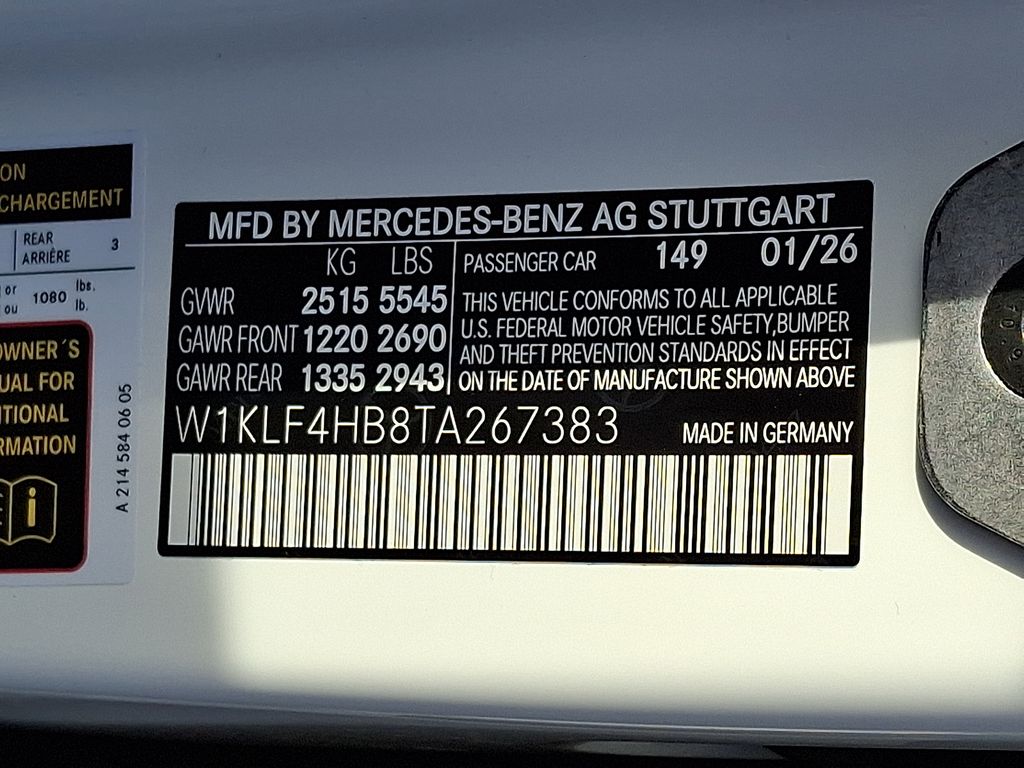 ON
CHARGEMENT
REAR
ARRIÈRE
3
or
ou
1080
lbs.
lb.
OWNER´S
UAL FOR
ITIONAL
RMATION
i
A 214 584 06 05
MFD BY MERCEDES-BENZ AG STUTTGART
KG LBS
GVWR 2515 5545
GAWR FRONT 1220 2690
GAWR REAR 1335 2943
PASSENGER CAR 149 01/26
THIS VEHICLE CONFORMS TO ALL APPLICABLE
U.S. FEDERAL MOTOR VEHICLE SAFETY,BUMPER
AND THEFT PREVENTION STANDARDS IN EFFECT
ON THE DATE OF MANUFACTURE SHOWN ABOVE
W1KLF4HB8TA267383
MADE IN GERMANY